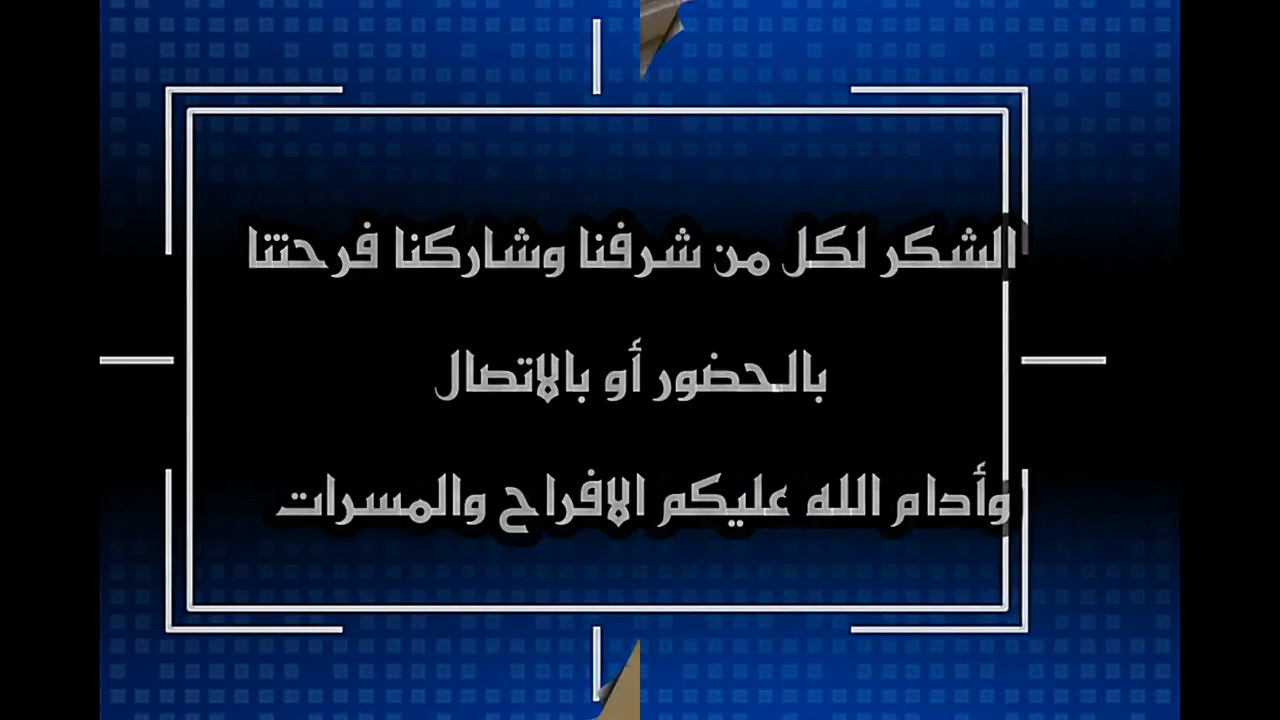 الشكر لكل من شرفنا وشاركنا فرحتنا
بالحضور أو بالاتصال
وأدام الله عليكم الافراح والمسرات